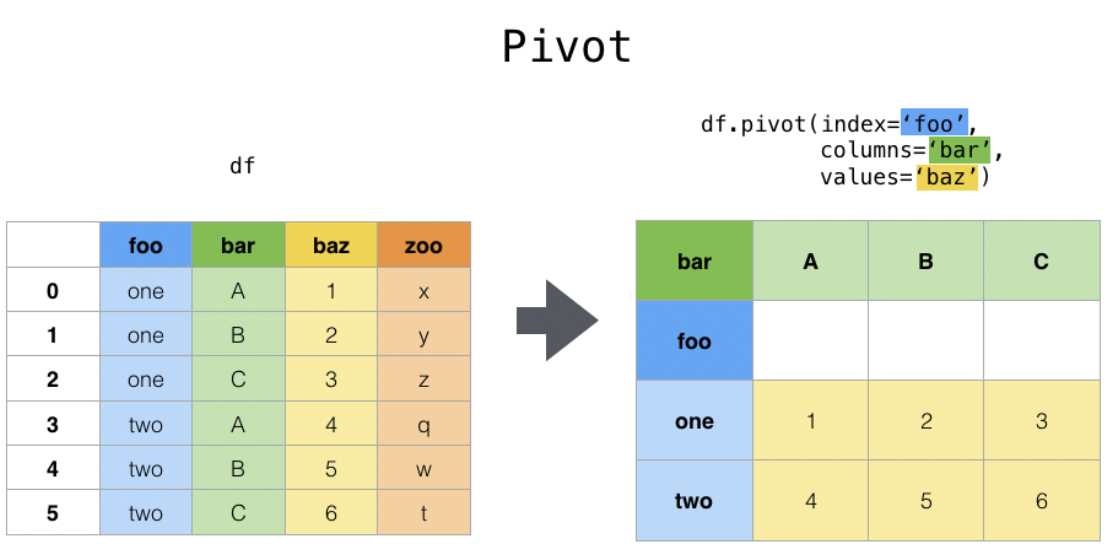 Pivot
df
foo bar baz zoo
0 one A 1 x
1 one B 2 y
2 one C 3 z
3 two A 4 q
4 two B 5 w
5 two C 6 t
df.pivot(index=‘foo’,
columns=‘bar’,
values=‘baz’)
bar A B C
foo
one 1 2 3
two 4 5 6